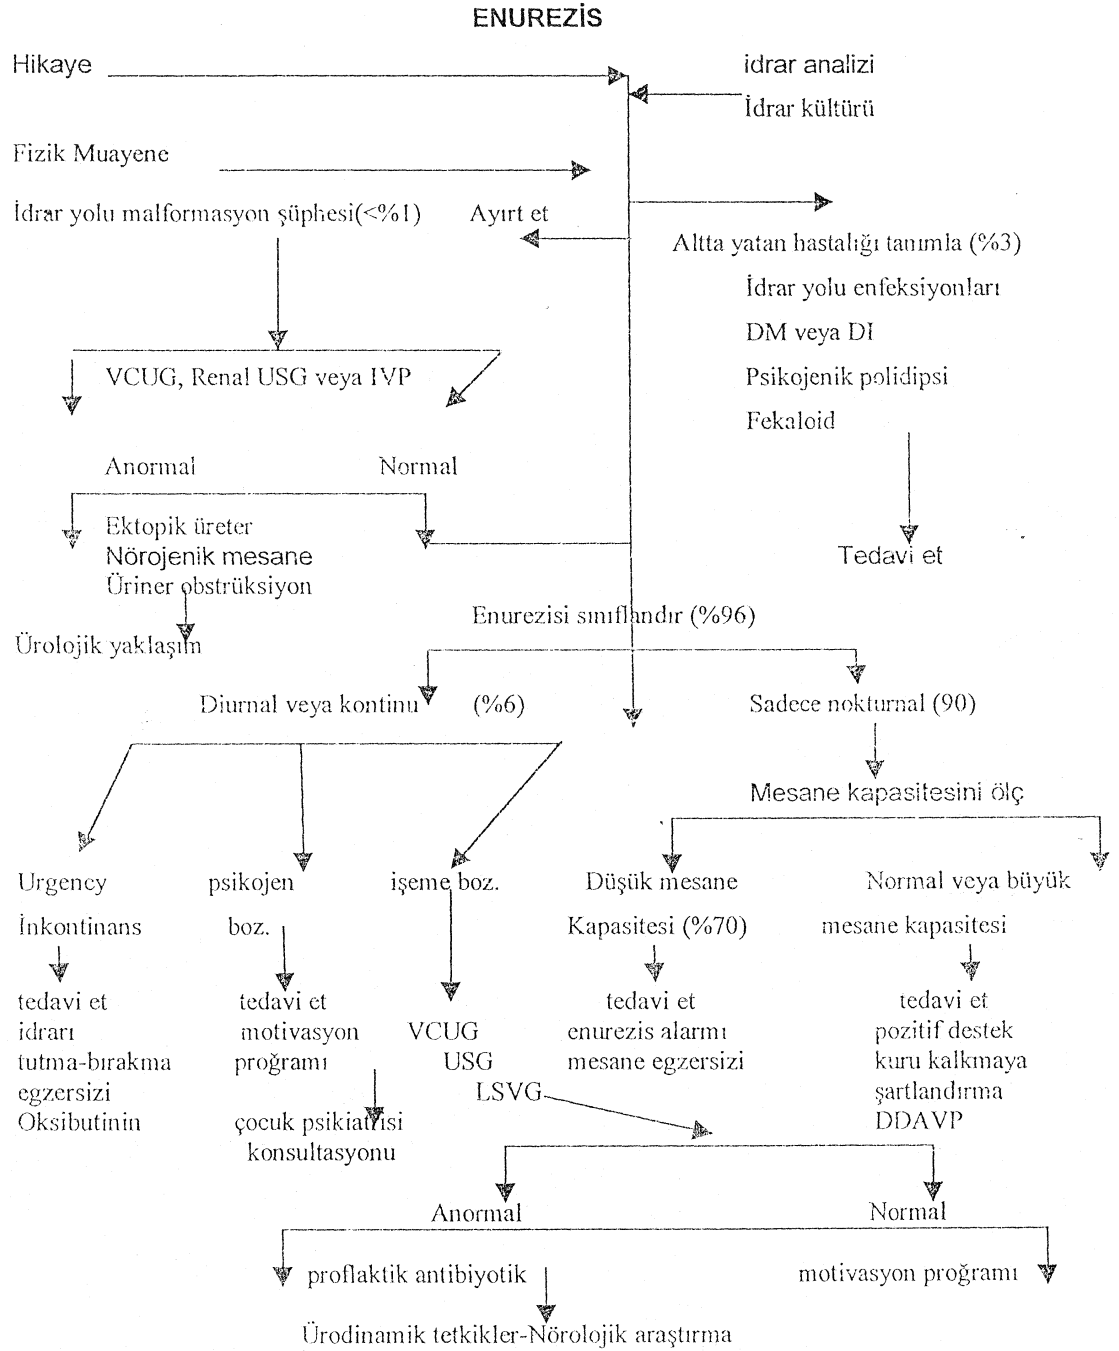 ENUREZİS
Hikaye
idrar analizi
İdrar kültürü
Fizik Muayene
İdrar yolu malformasyon şüphesi(<%1)
Ayırt et
Altta yatan hastalığı tanımla (%3)
İdrar yolu enfeksiyonları
DM veya DI
Psikojenik polidipsi
Fekaloid
Tedavi et
VCUG, Renal USG veya IVP
Anormal
Normal
Ektopik üreter
Nörojenik mesane
Üriner obstrüksiyon
Ürolojik yaklaşım
Enurezisi sınıflandır (%96)
Diurnal veya kontinu (%6)
Sadece nokturnal (90)
Mesane kapasitesini ölç
Urgency
İnkontinans
tedavi et
idrarı
tutma-bırakma
egzersizi
Oksibutinin
psikojen
boz.
tedavi et
motivasyon
proğramı
çocuk psikiatrisi
konsultasyonu
işeme boz.
VCUG
USG
LSVG
Düşük mesane
Kapasitesi (%70)
tedavi et
enurezis alarmı
mesane egzersizi
Normal veya büyük
mesane kapasitesi
tedavi et
pozitif destek
kuru kalkmaya
şartlandırma
DDAVP
Anormal
Normal
proflaktik antibiyotik
motivasyon proğramı
Ürodinamik tetkikler-Nörolojik araştırma